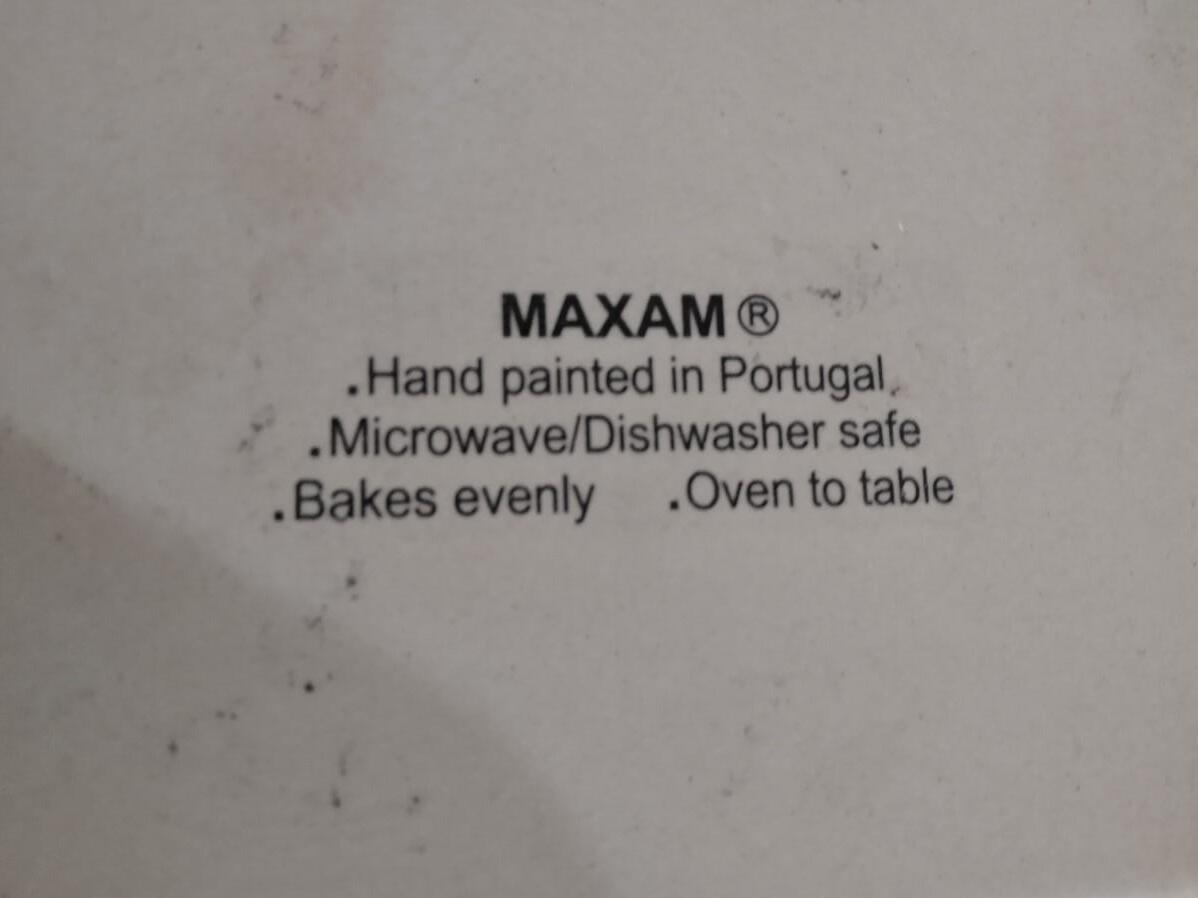 MAXAM ®
.Hand painted in Portugal.
.Microwave/Dishwasher safe
.Bakes evenly .Oven to table